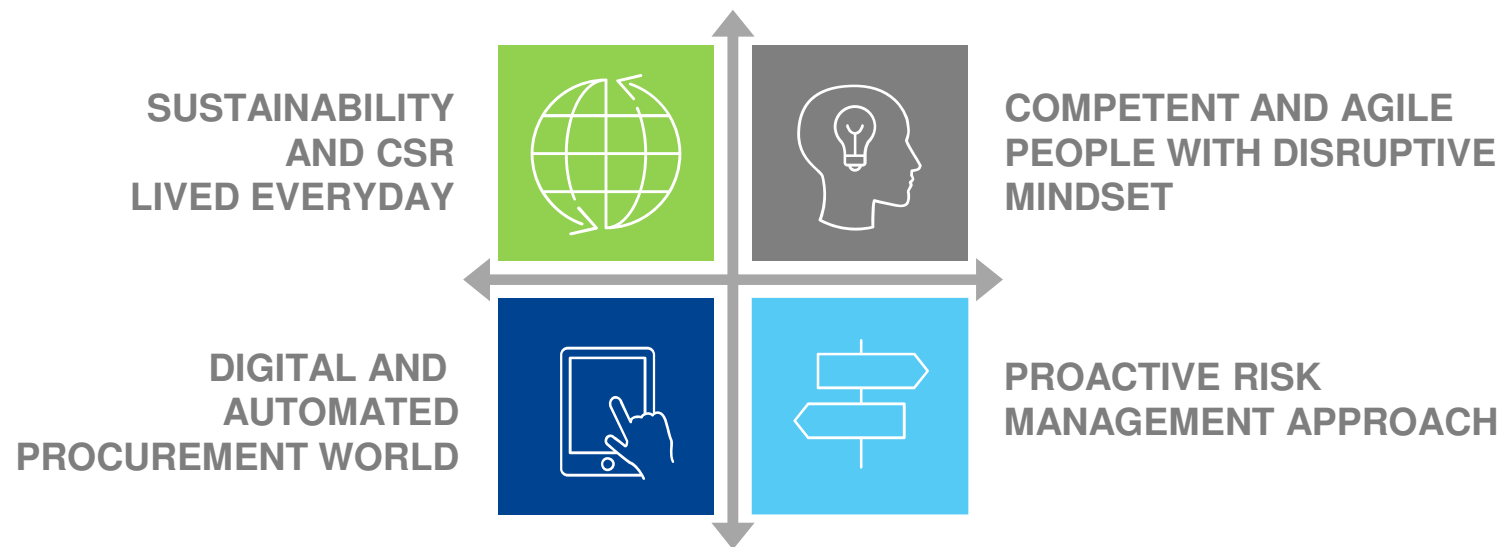 SUSTAINABILITY
AND CSR
LIVED EVERYDAY
COMPETENT AND AGILE
PEOPLE WITH DISRUPTIVE
MINDSET
DIGITAL AND
AUTOMATED
PROCUREMENT WORLD
PROACTIVE RISK
MANAGEMENT APPROACH